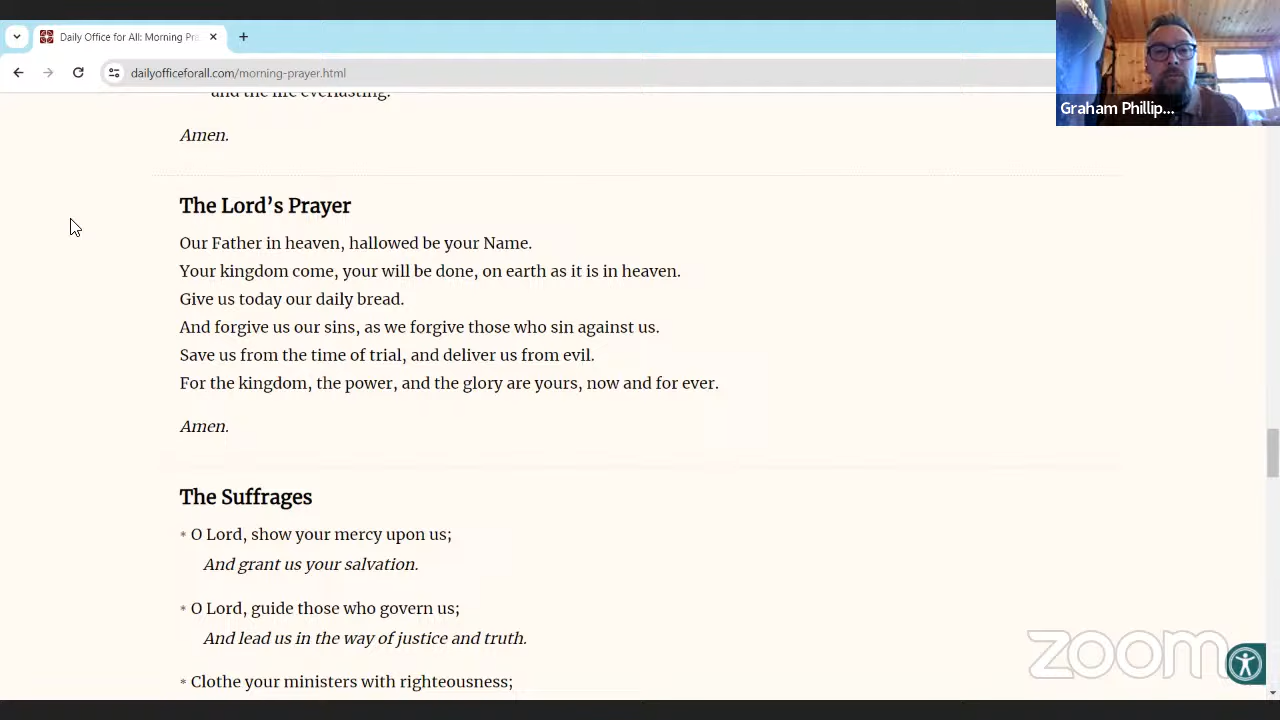 Daily Office for All: Morning Pra
dailyofficeforall.com/morning-prayer.html
Graham Phillip...
and the life everlasting.
Amen.
The Lord's Prayer
Our Father in heaven, hallowed be your Name.
Your kingdom come, your will be done, on earth as it is in heaven.
Give us today our daily bread.
And forgive us our sins, as we forgive those who sin against us.
Save us from the time of trial, and deliver us from evil.
For the kingdom, the power, and the glory are yours, now and for ever.
Amen.
The Suffrages
* O Lord, show your mercy upon us;
And grant us your salvation.
* O Lord, guide those who govern us;
And lead us in the way of justice and truth.
* Clothe your ministers with righteousness;
zoom